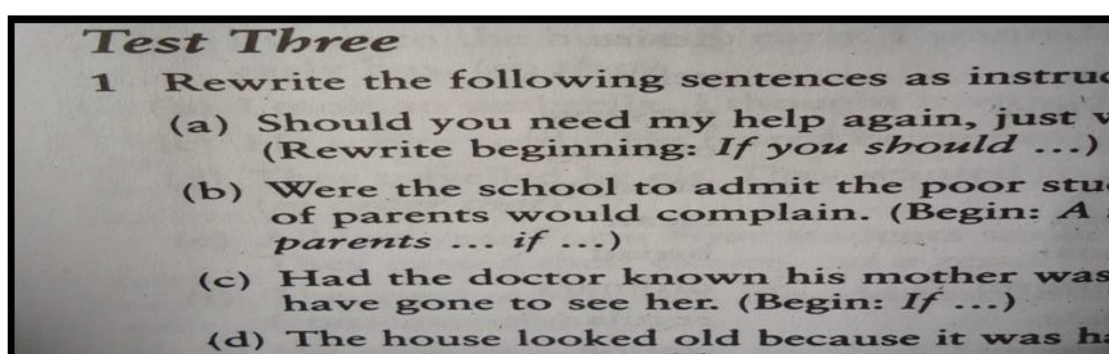 Test Three
1 Rewrite the following sentences as
(a) Should you need my help again, just
(Rewrite beginning: If you should ...)
(b) Were the school to admit the poor
of parents would complain. (Begin: A
parents ... if ...)
(c) Had the doctor known his mother was
have gone to see her. (Begin: If ...)
(d) The house looked old because it was